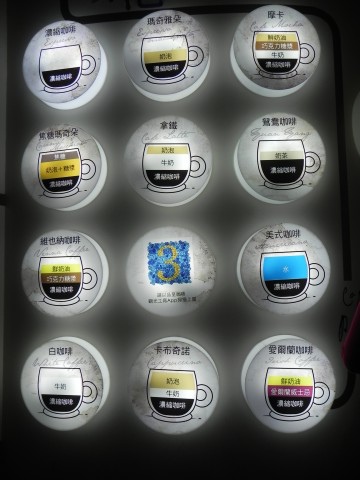 濃縮咖啡
濃縮咖啡
瑪奇雅朵
奶泡
濃縮咖啡
摩卡
鮮奶油
巧克力糖漿
牛奶
濃縮咖啡
焦糖瑪奇朵
焦糖
奶泡+糖漿
濃縮咖啡
拿鐵
奶泡
牛奶
濃縮咖啡
鴛鴦咖啡
奶茶
濃縮咖啡
維也納咖啡
鮮奶油
巧克力糖漿
濃縮咖啡
3
美式咖啡
水
濃縮咖啡
白咖啡
牛奶
濃縮咖啡
卡布奇諾
奶泡
牛奶
濃縮咖啡
愛爾蘭咖啡
鮮奶油
愛爾蘭威士忌
濃縮咖啡